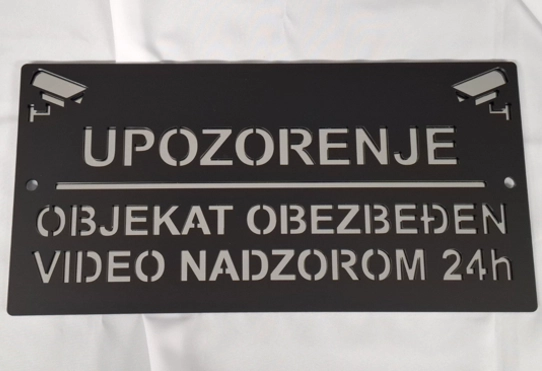 UPOZORENJE
OBJEKAT OBEZBEĐEN
VIDEO NADZOROM 24h